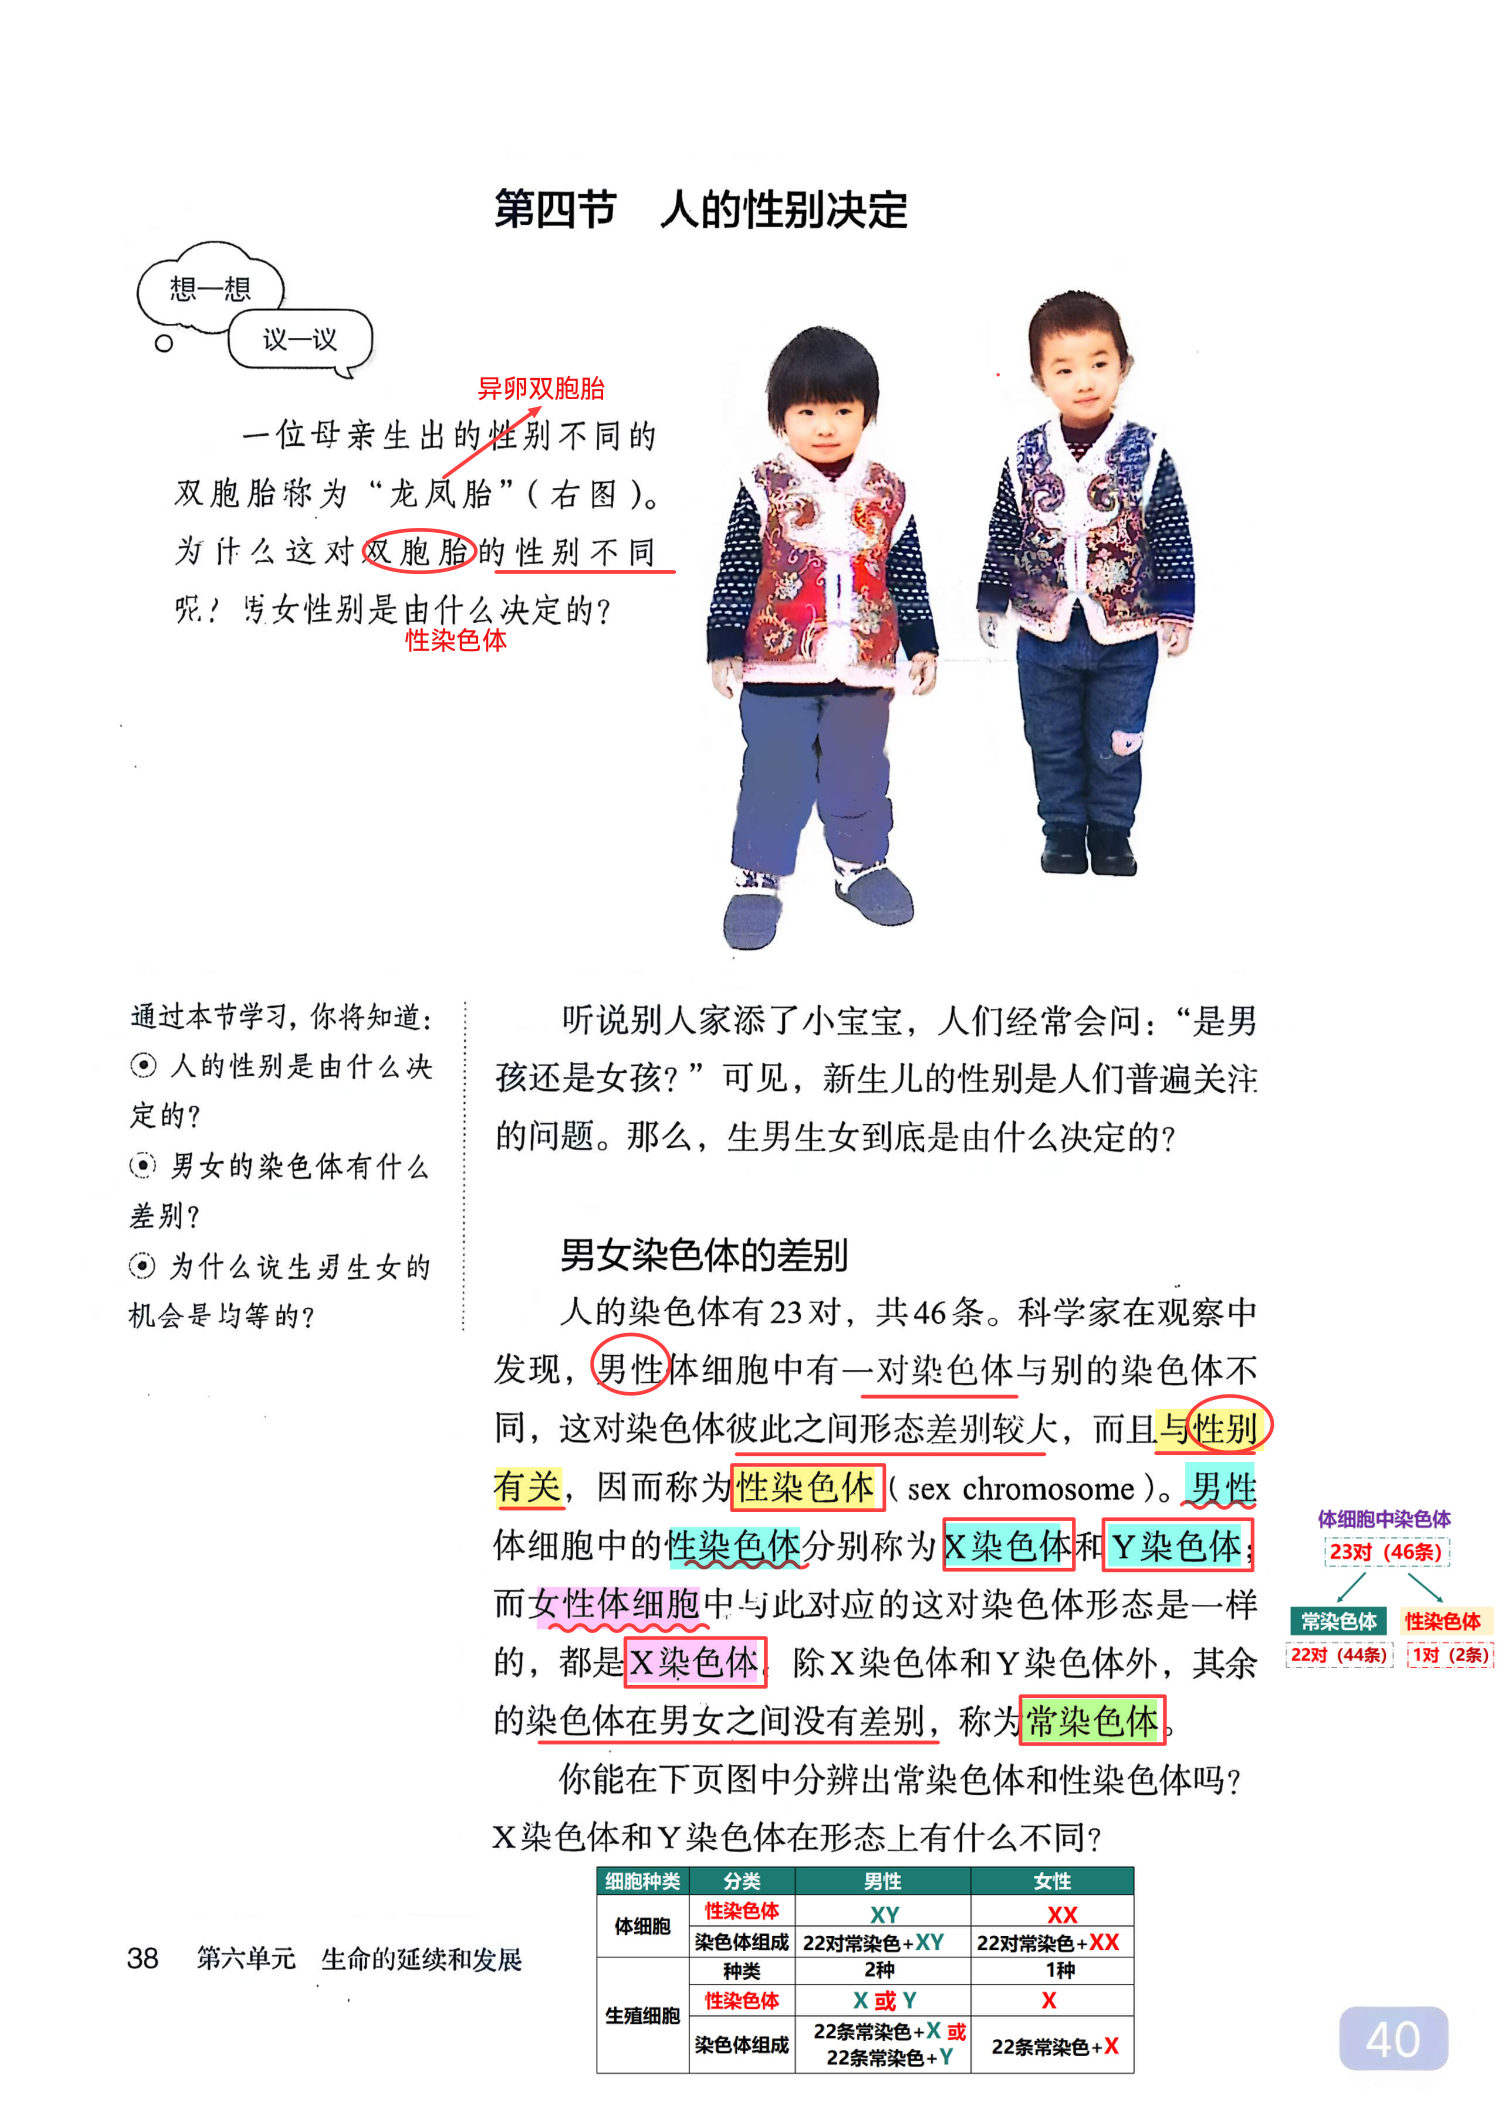 第四节 人的性别决定
想一想
议一议
异卵双胞胎
一位母亲生出的性别不同的
双胞胎称为“龙凤胎”(右图)。
为什么这对双胞胎的性别不同
呢？男女性别是由什么决定的？
性染色体
通过本节学习，你将知道：
人的性别是由什么决
定的？
男女的染色体有什么
差别？
为什么说生男生女的
机会是均等的？
听说别人家添了小宝宝，人们经常会问：“是男
孩还是女孩？”可见，新生儿的性别是人们普遍关注
的问题。那么，生男生女到底是由什么决定的？
男女染色体的差别
人的染色体有23对，共46条。科学家在观察中
发现，男性体细胞中有一对染色体与别的染色体不
同，这对染色体彼此之间形态差别较大，而且与性别
有关，因而称为性染色体(sex chromosome)。男性
体细胞中的性染色体分别称为X染色体和Y染色体；
而女性体细胞中与此对应的这对染色体形态是一样
的，都是X染色体。除X染色体和Y染色体外，其余
的染色体在男女之间没有差别，称为常染色体。
你能在下页图中分辨出常染色体和性染色体吗？
X染色体和Y染色体在形态上有什么不同？
体细胞中染色体
23对（46条）
常染色体 性染色体
22对（44条） 1对（2条）
细胞种类 分类 男性 女性
体细胞 性染色体 XY XX
染色体组成 22对常染色+XY 22对常染色+XX
生殖细胞 种类 2种 1种
性染色体 X 或 Y X
染色体组成 22条常染色+X 或 22条常染色+X
22条常染色+Y
38 第六单元 生命的延续和发展
40